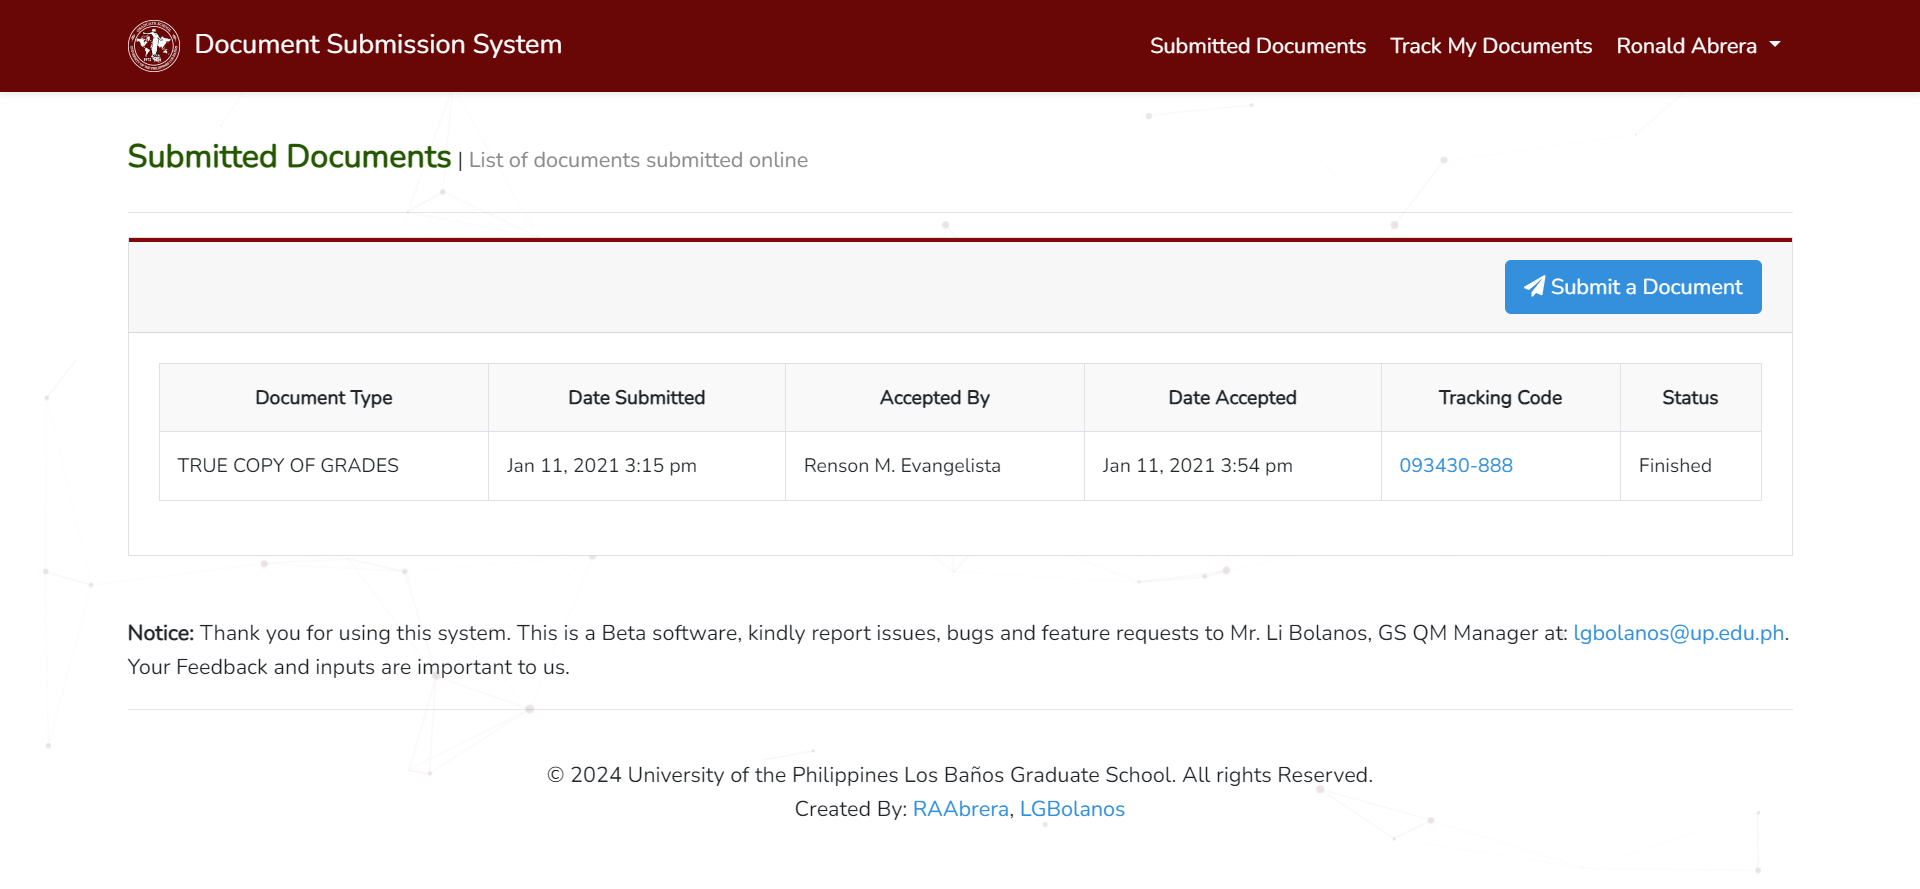 Document Submission System
Submitted Documents Track My Documents Ronald Abrera
Submitted Documents | List of documents submitted online
Submit a Document
Document Type Date Submitted Accepted By Date Accepted Tracking Code Status
TRUE COPY OF GRADES Jan 11, 2021 3:15 pm Renson M. Evangelista Jan 11, 2021 3:54 pm 093430-888 Finished
Notice: Thank you for using this system. This is a Beta software, kindly report issues, bugs and feature requests to Mr. Li Bolanos, GS QM Manager at: lgbolanos@up.edu.ph.
Your Feedback and inputs are important to us.
© 2024 University of the Philippines Los Baños Graduate School. All rights Reserved.
Created By: RAAbrera, LGBolanos